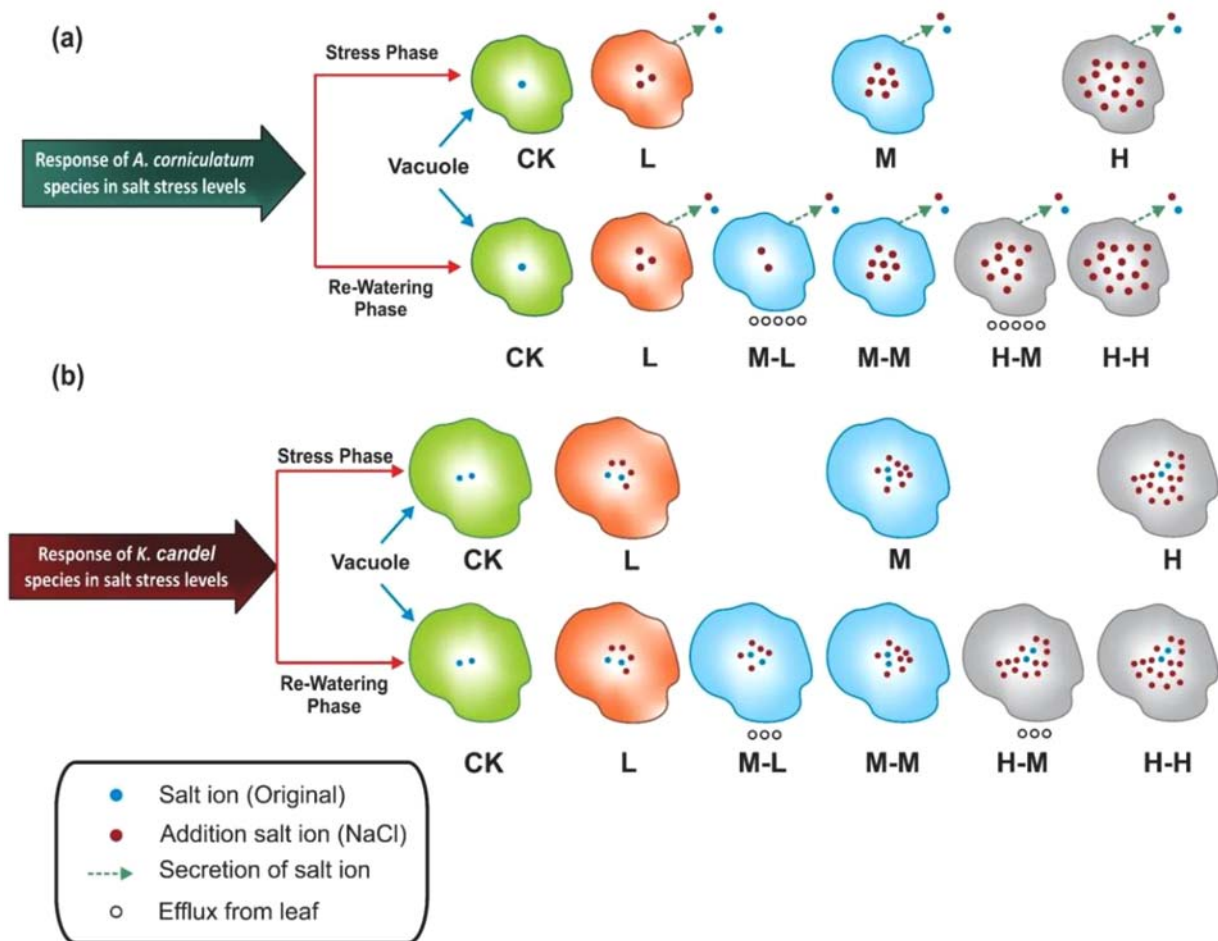 (a)
Stress Phase
Response of A. corniculatum
species in salt stress levels
Vacuole
CK
L
M
H
Re-Watering
Phase
CK
L
M-L
M-M
H-M
H-H
(b)
Stress Phase
Response of K. candel
species in salt stress levels
Vacuole
CK
L
M
H
Re-Watering
Phase
CK
L
M-L
M-M
H-M
H-H
Salt ion (Original)
Addition salt ion (NaCl)
Secretion of salt ion
Efflux from leaf